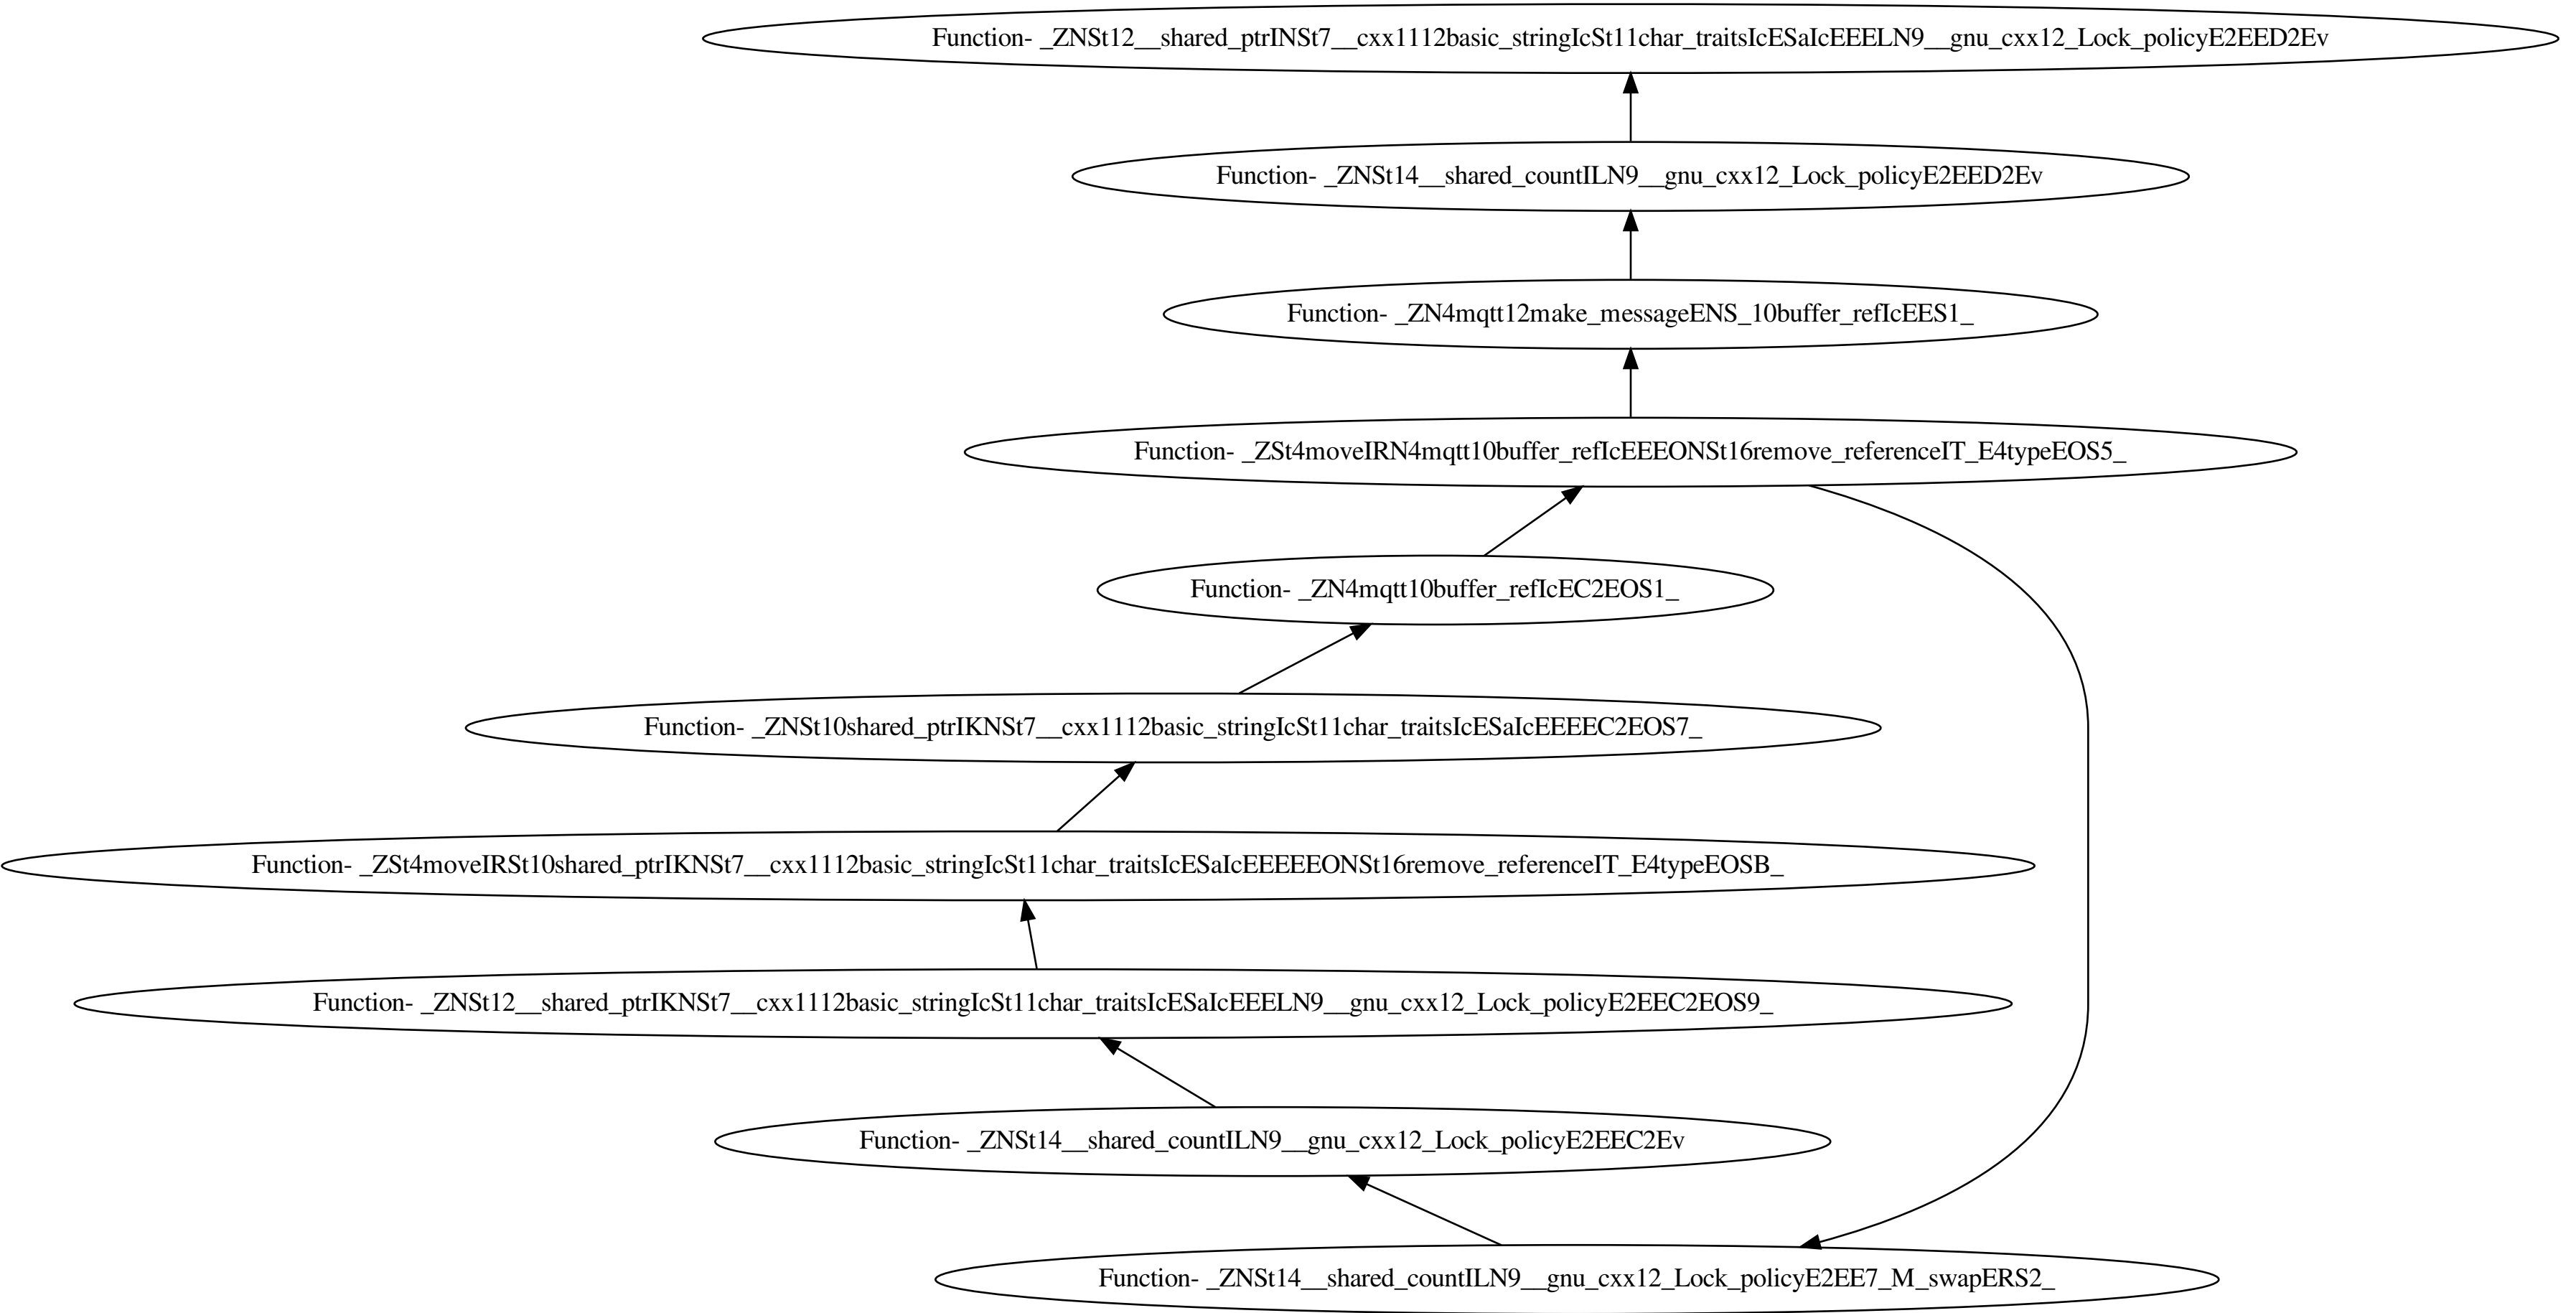 Function- _ZNSt12__shared_ptrINSt7__cxx1112basic_stringIcSt11char_traitsIcESaIcEEELN9__gnu_cxx12_Lock_policyE2EED2Ev
Function- _ZNSt14__shared_countILN9__gnu_cxx12_Lock_policyE2EED2Ev
Function- _ZN4mqtt12make_messageENS_10buffer_refIcEES1_
Function- _ZSt4moveIRN4mqtt10buffer_refIcEEEONSt16remove_referenceIT_E4typeEOS5_
Function- _ZN4mqtt10buffer_refIcEC2EOS1_
Function- _ZNSt10shared_ptrIKNSt7__cxx1112basic_stringIcSt11char_traitsIcESaIcEEEEC2EOS7_
Function- _ZSt4moveIRSt10shared_ptrIKNSt7__cxx1112basic_stringIcSt11char_traitsIcESaIcEEEEEONSt16remove_referenceIT_E4typeEOSB_
Function- _ZNSt12__shared_ptrIKNSt7__cxx1112basic_stringIcSt11char_traitsIcESaIcEEELN9__gnu_cxx12_Lock_policyE2EEC2EOS9_
Function- _ZNSt14__shared_countILN9__gnu_cxx12_Lock_policyE2EEC2Ev
Function- _ZNSt14__shared_countILN9__gnu_cxx12_Lock_policyE2EE7_M_swapERS2_